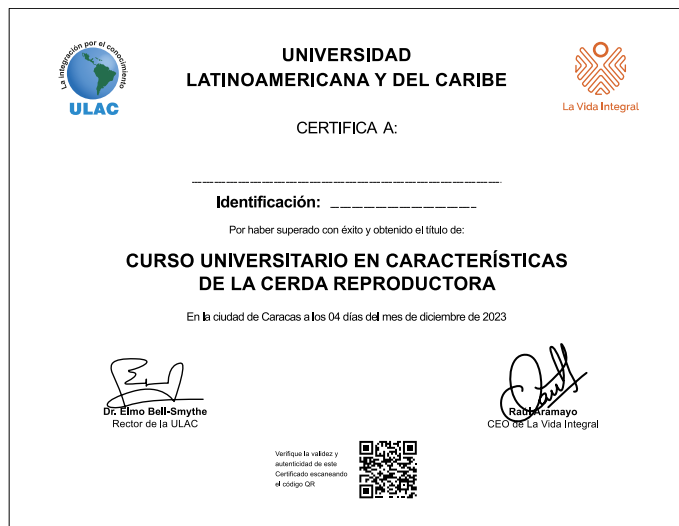 La integración por el conocimiento
ULAC
UNIVERSIDAD
LATINOAMERICANA Y DEL CARIBE
La Vida Integral
CERTIFICA A:
Identificación:
Por haber superado con éxito y obtenido el título de:
CURSO UNIVERSITARIO EN CARACTERÍSTICAS
DE LA CERDA REPRODUCTORA
En la ciudad de Caracas a los 04 días del mes de diciembre de 2023
Dr. Elmo Bell-Smythe
Rector de la ULAC
Raúl Aramayo
CEO de La Vida Integral
Verifique la validez y
autenticidad de este
Certificado escaneando
el código QR